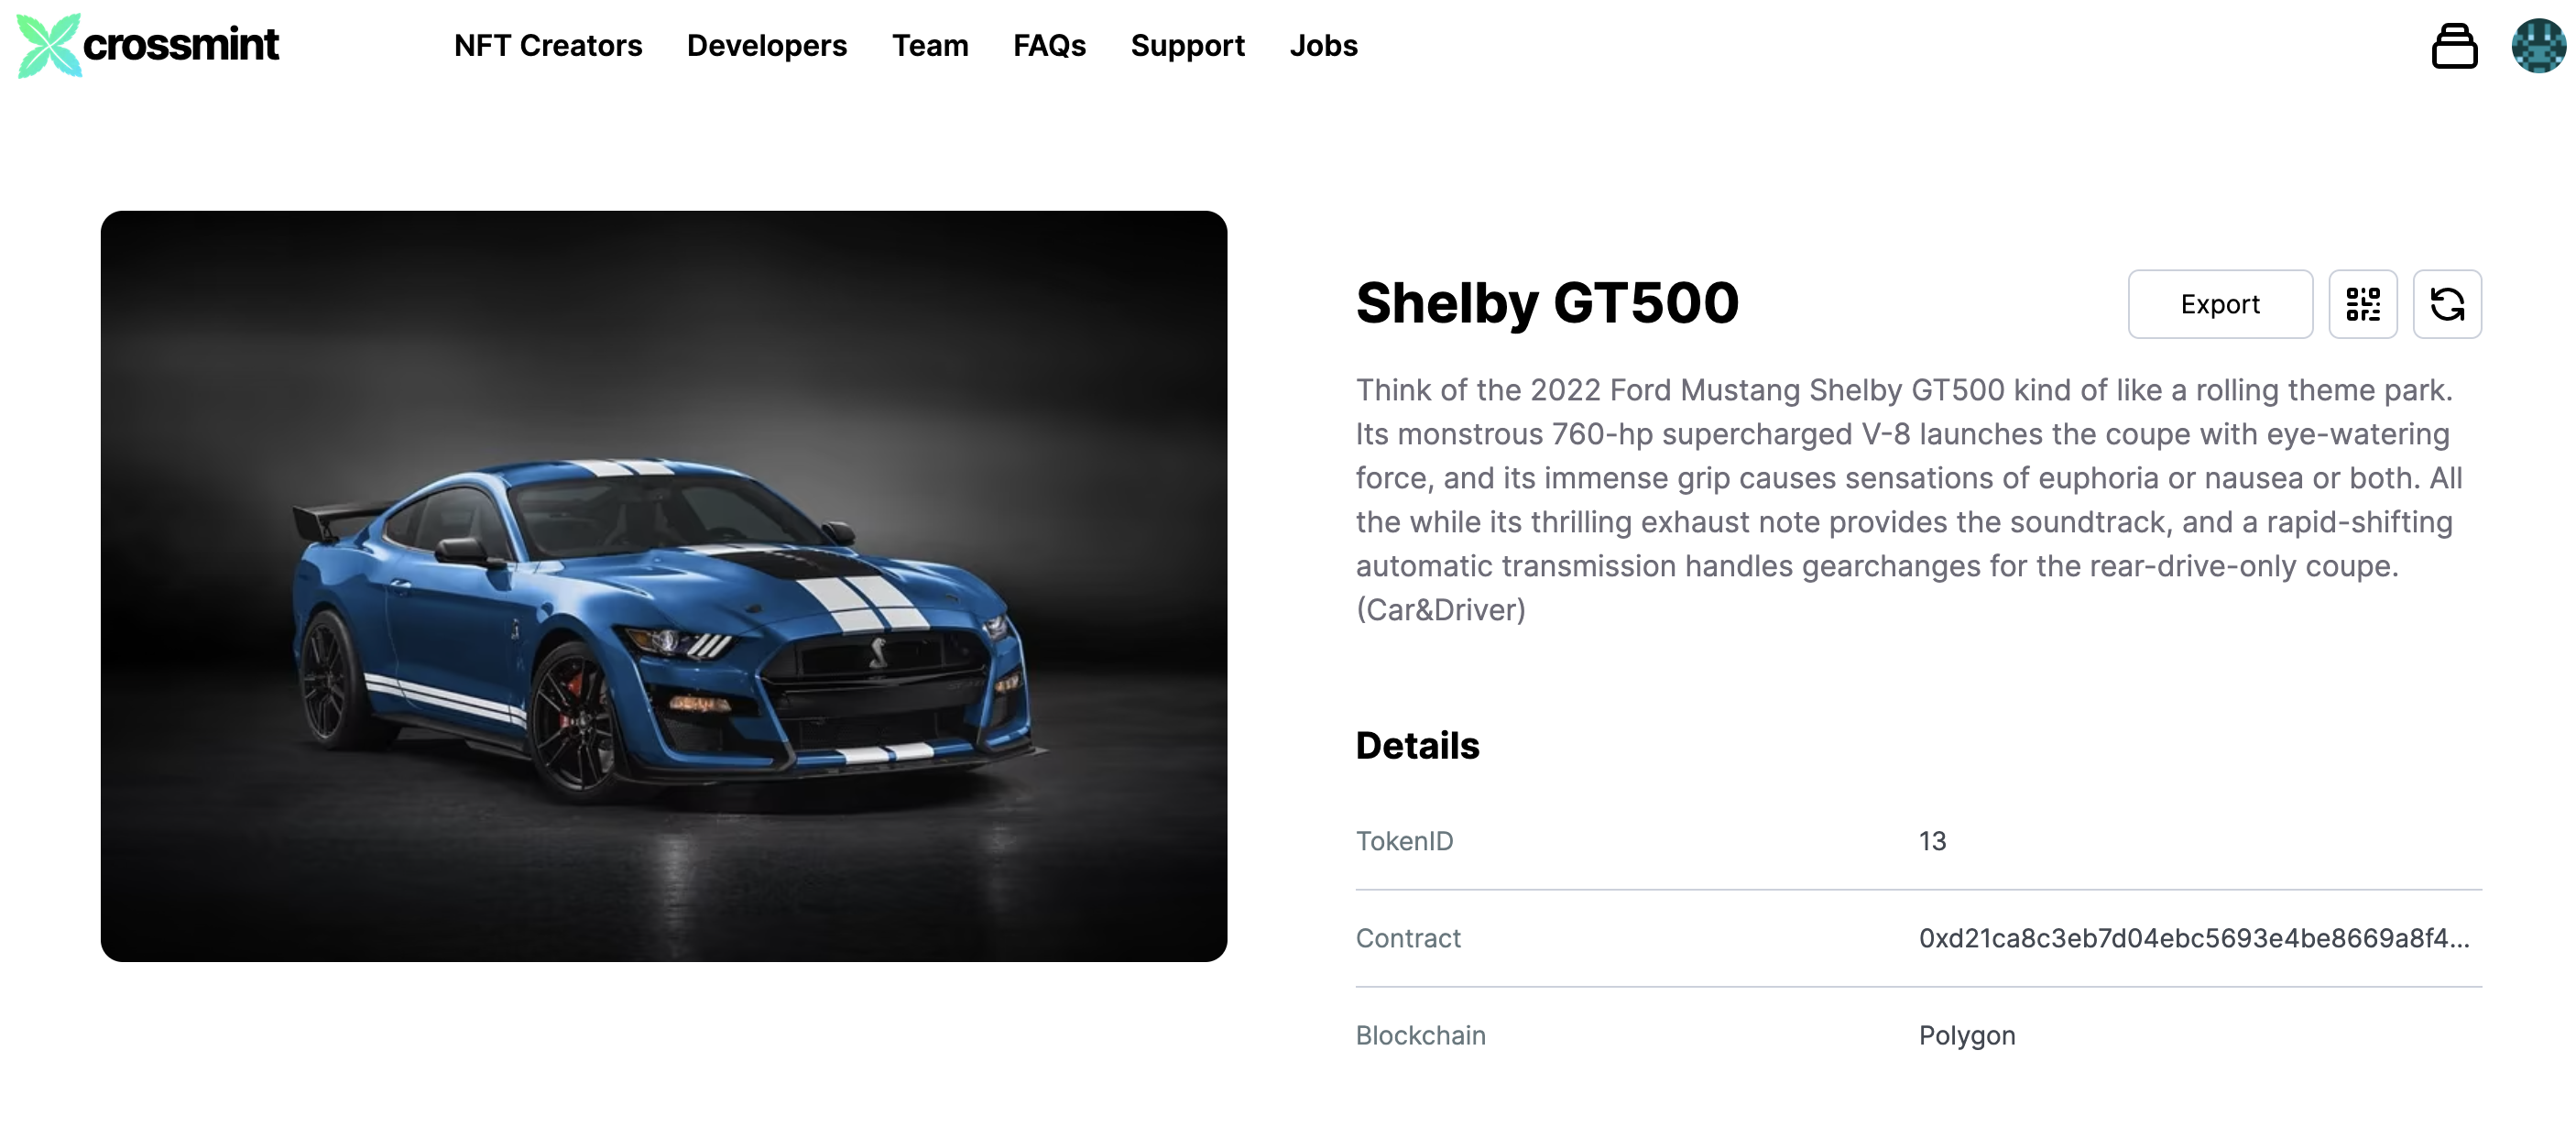 crossmint
NFT Creators
Developers
Team
FAQs
Support
Jobs
Shelby GT500
Export
Think of the 2022 Ford Mustang Shelby GT500 kind of like a rolling theme park.
Its monstrous 760-hp supercharged V-8 launches the coupe with eye-watering
force, and its immense grip causes sensations of euphoria or nausea or both. All
the while its thrilling exhaust note provides the soundtrack, and a rapid-shifting
automatic transmission handles gearchanges for the rear-drive-only coupe.
(Car&Driver)
Details
TokenID
13
Contract
0xd21ca8c3eb7d04ebc5693e4be8669a8f4...
Blockchain
Polygon